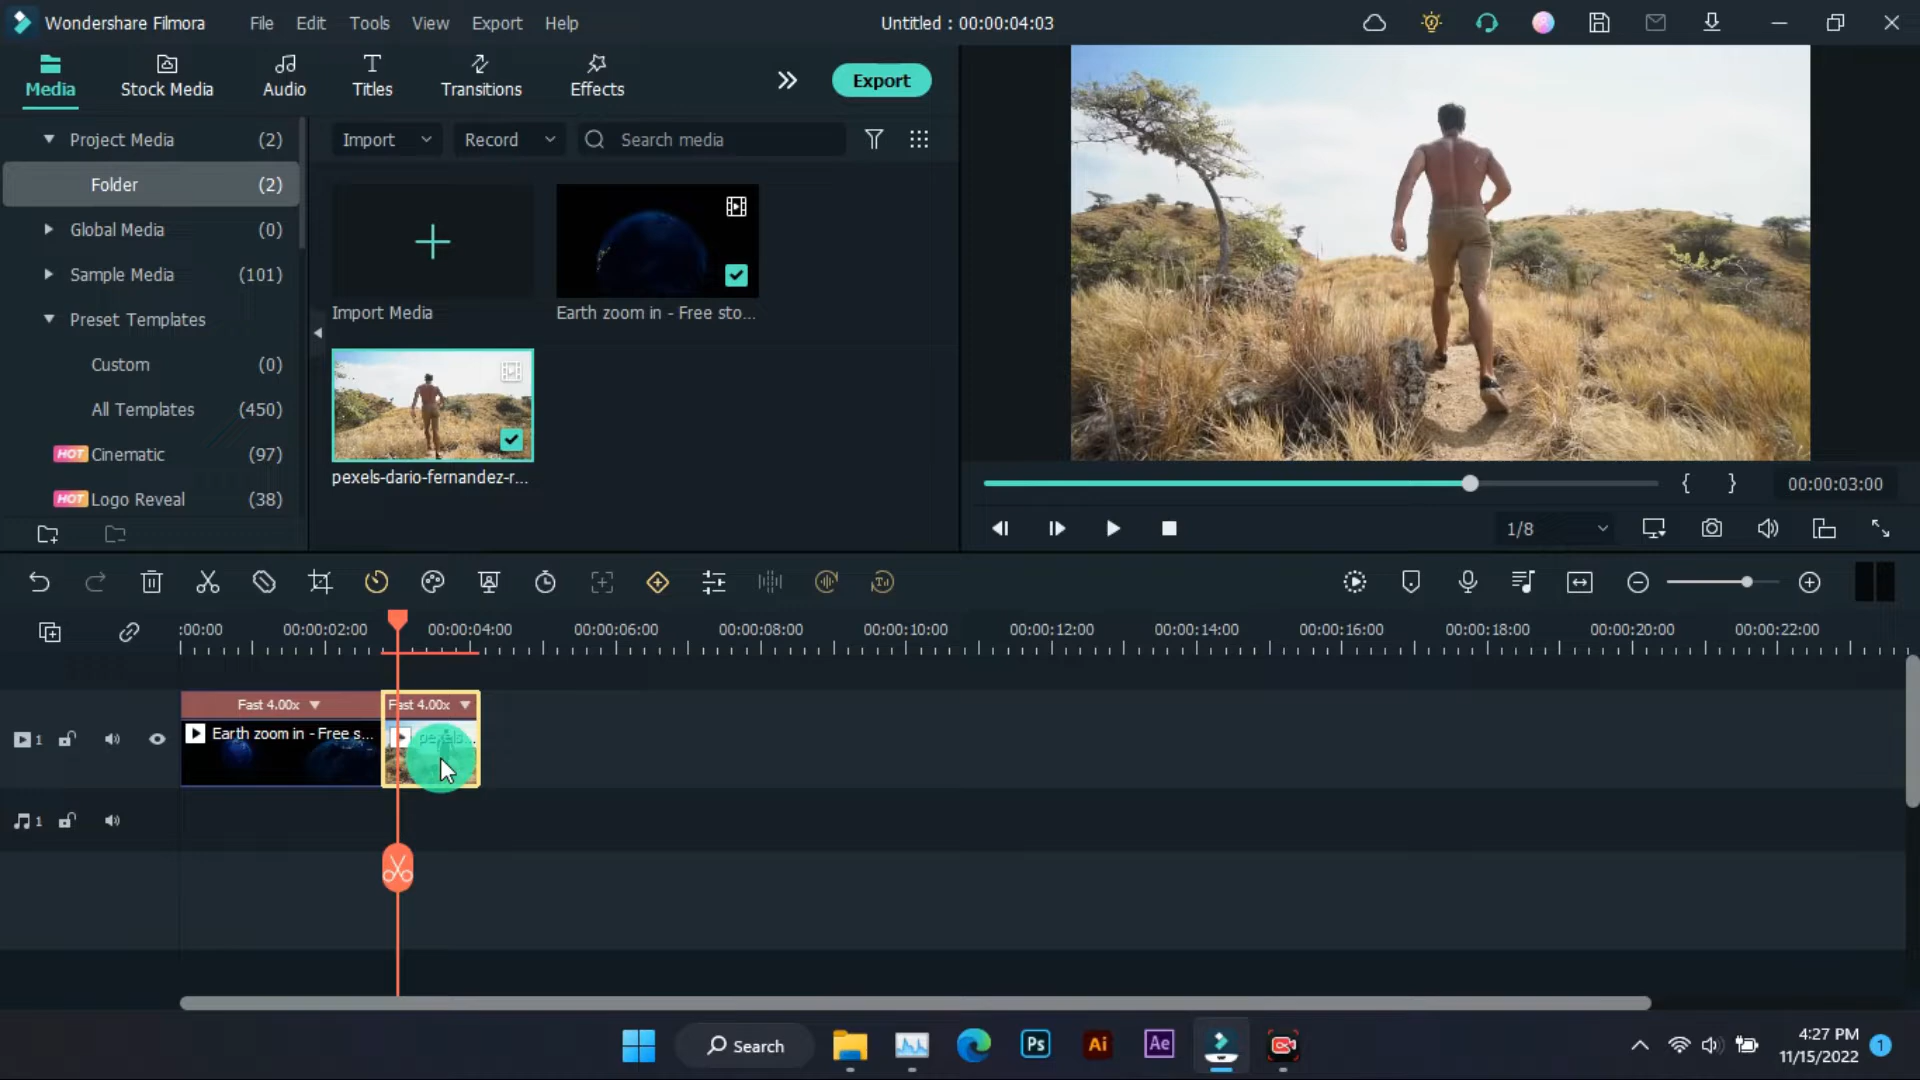 Wondershare Filmora
File Edit Tools View Export Help
Untitled : 00:00:04:03
Media Stock Media Audio Titles Transitions Effects
Export
Project Media (2)
Folder (2)
Global Media (0)
Sample Media (101)
Preset Templates
Custom (0)
All Templates (450)
HOT Cinematic (97)
HOT Logo Reveal (38)
Import Record Search media
Import Media
Earth zoom in - Free sto...
pexels-dario-fernandez-r...
00:00:03:00
1/8
:00:00 00:00:02:00 00:00:04:00 00:00:06:00 00:00:08:00 00:00:10:00 00:00:12:00 00:00:14:00 00:00:16:00 00:00:18:00 00:00:20:00 00:00:22:00
Fast 4.00x Fast 4.00x
1 Earth zoom in - Free s... pexels...
1
Search
Ps Ai Ae
4:27 PM
11/15/2022
1